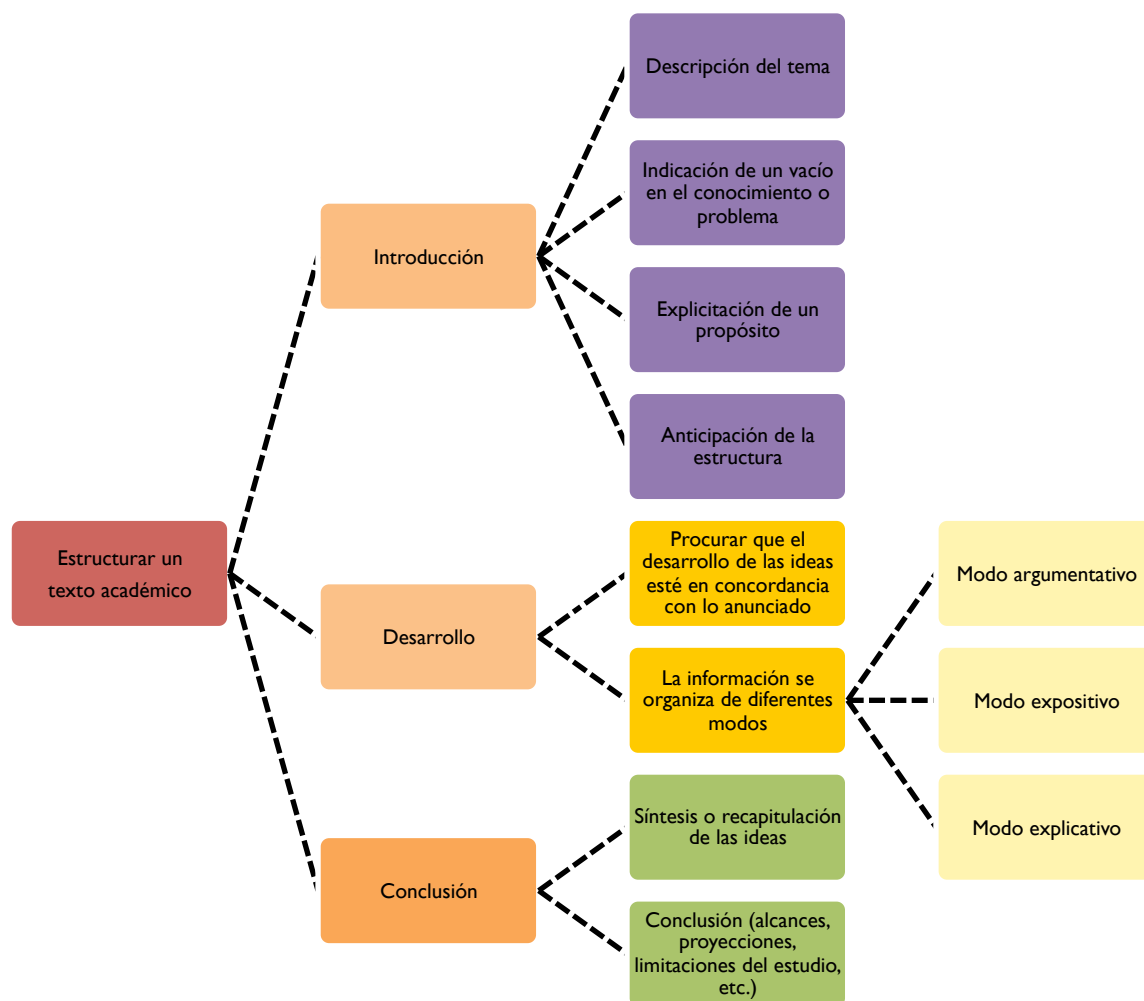 Descripción del tema
Indicación de un vacío
en el conocimiento o
problema
Introducción
Explicitación de un
propósito
Anticipación de la
estructura
Estructurar un
texto académico
Procurar que el
desarrollo de las ideas
esté en concordancia
con lo anunciado
Modo argumentativo
Desarrollo
La información se
organiza de diferentes
modos
Modo expositivo
Síntesis o recapitulación
de las ideas
Modo explicativo
Conclusión
Conclusión (alcances,
proyecciones,
limitaciones del estudio,
etc.)